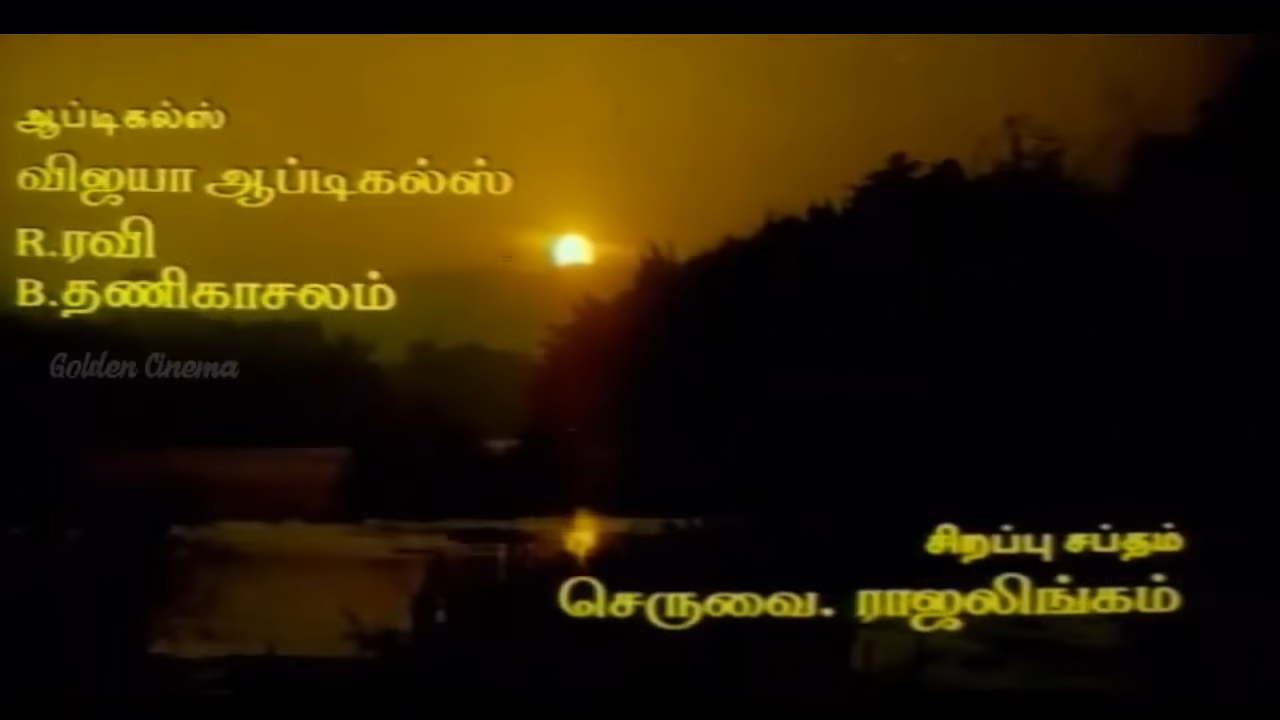 ஆப்டிகல்ஸ்
விஜயா ஆப்டிகல்ஸ்
R.ரவி
B.தணிகாசலம்
Golden Cinema
சிறப்பு சப்தம்
செருவை. ராஜலிங்கம்